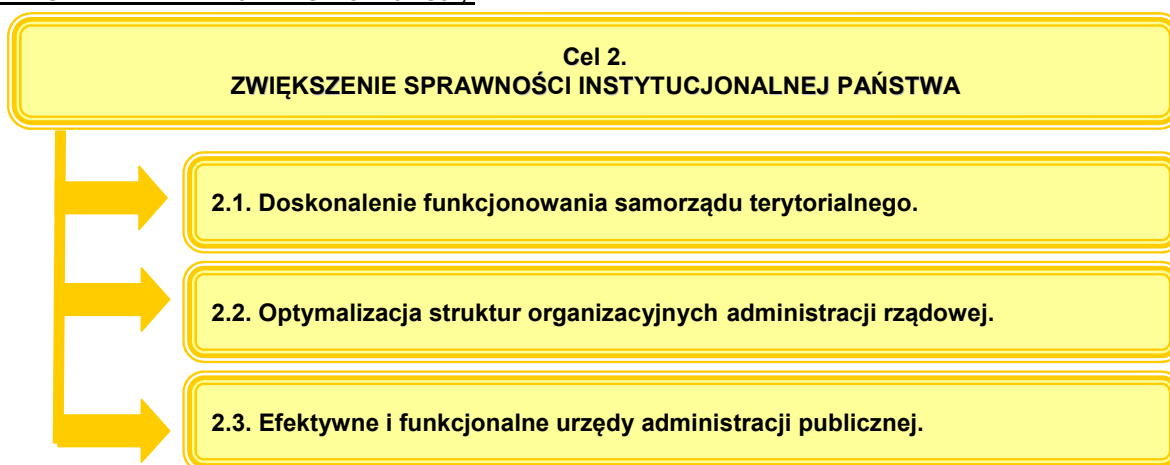 Cel 2.
ZWIĘKSZENIE SPRAWNOŚCI INSTYTUCJONALNEJ PAŃSTWA
2.1. Doskonalenie funkcjonowania samorządu terytorialnego.
2.2. Optymalizacja struktur organizacyjnych administracji rządowej.
2.3. Efektywne i funkcjonalne urzędy administracji publicznej.